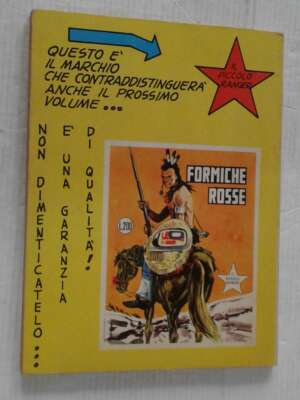 QUESTO E'
IL MARCHIO
CHE CONTRADDISTINGUERA'
ANCHE IL PROSSIMO
VOLUME...
IL
PICCOLO
RANGER
NON DIMENTICATELO...
E' UNA GARANZIA
DI QUALITA'!
FORMICHE
ROSSE